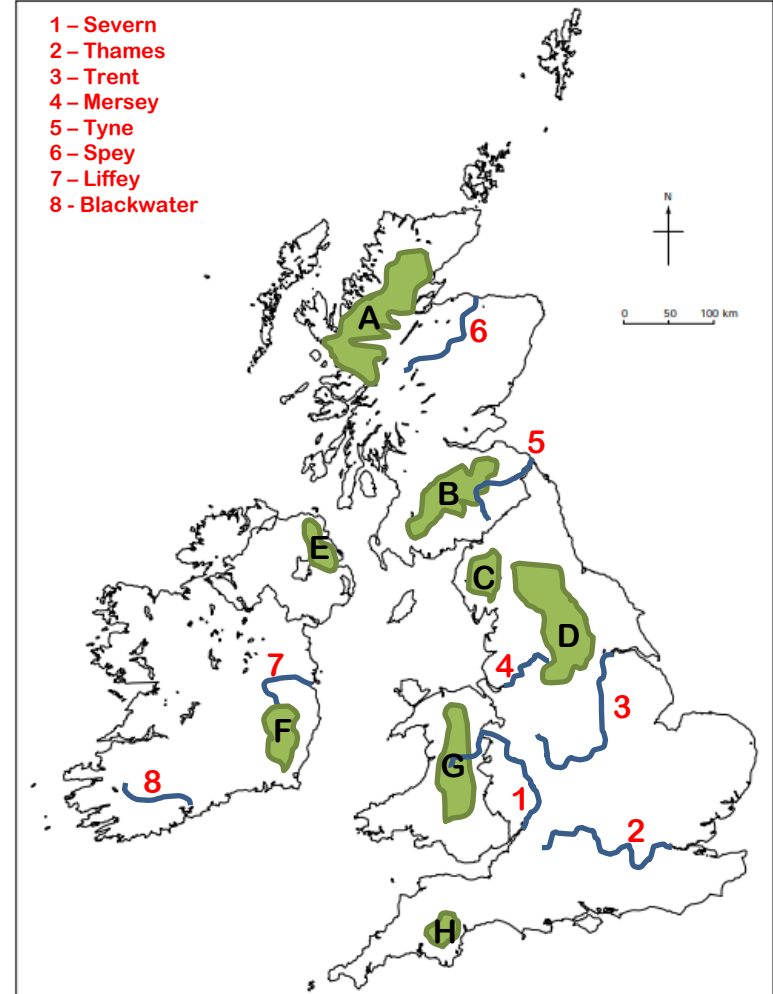 1 – Severn
2 – Thames
3 – Trent
4 – Mersey
5 – Tyne
6 – Spey
7 – Liffey
8 - Blackwater
N
0 50 100 km
A
6
5
B
E
C
D
7
4
3
F
G
8
1
2
H